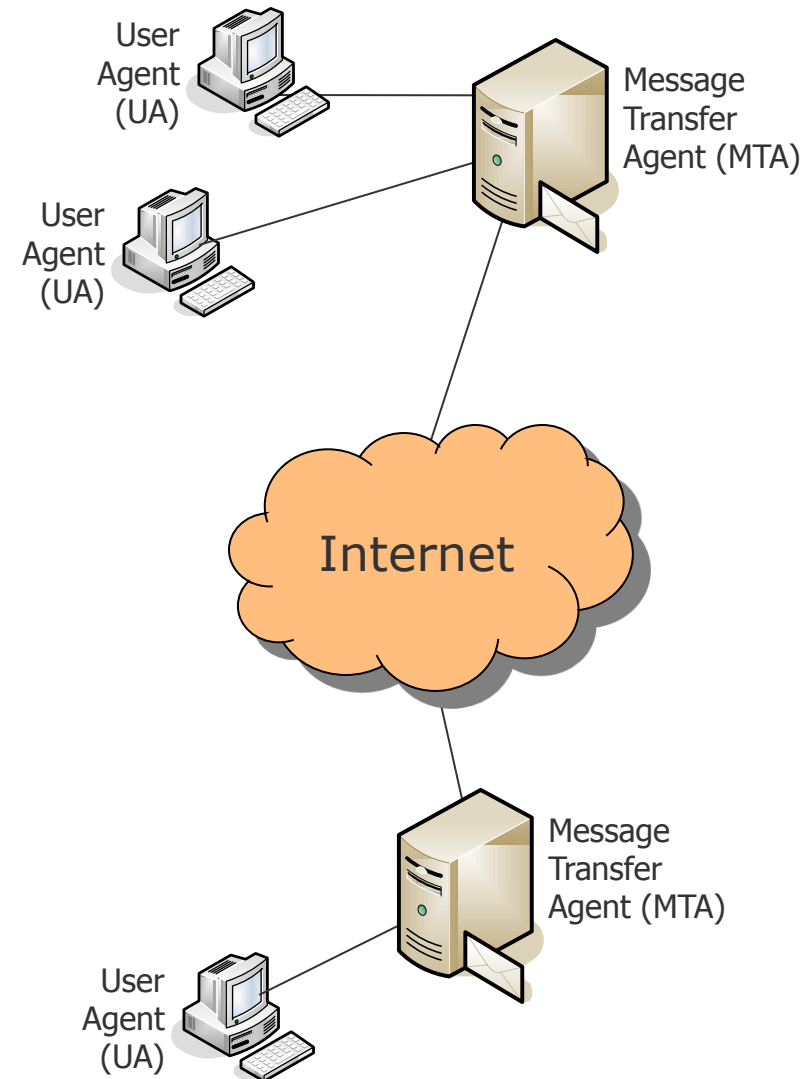 User
Agent
(UA)
Message
Transfer
Agent (MTA)
User
Agent
(UA)
Internet
Message
Transfer
Agent (MTA)
User
Agent
(UA)